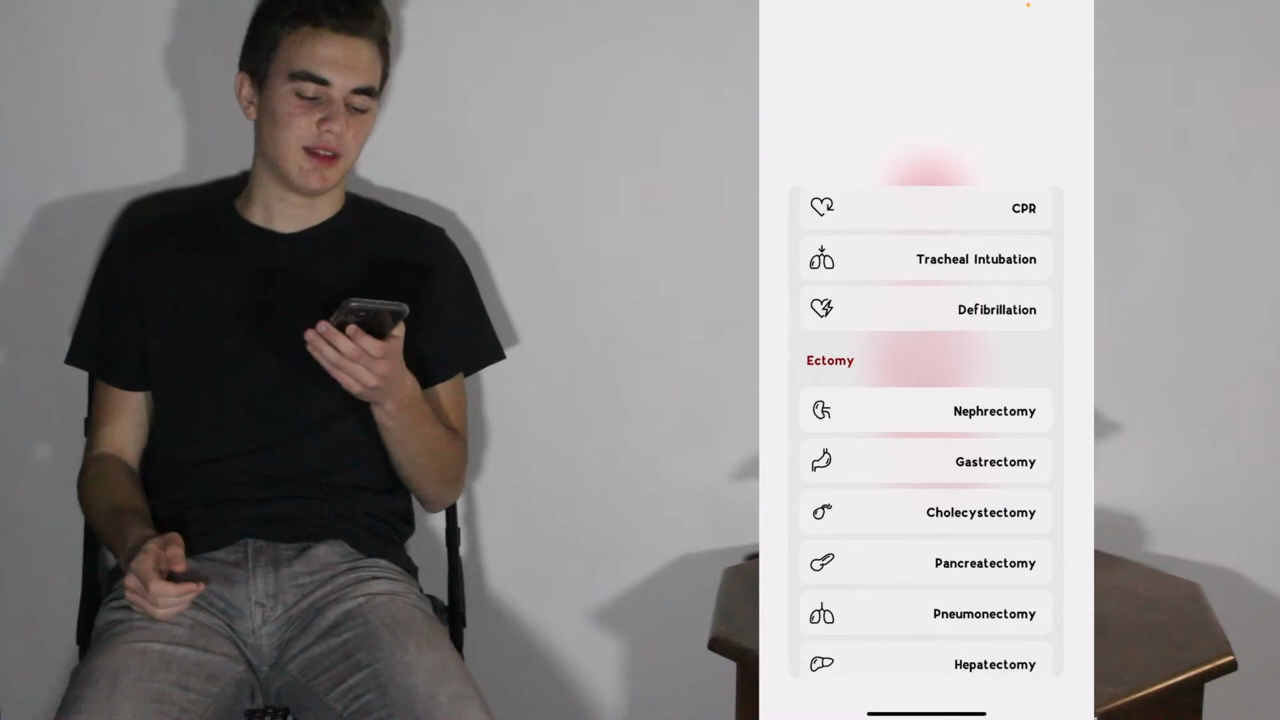 CPR
Tracheal Intubation
Defibrillation
Ectomy
Nephrectomy
Gastrectomy
Cholecystectomy
Pancreatectomy
Pneumonectomy
Hepatectomy